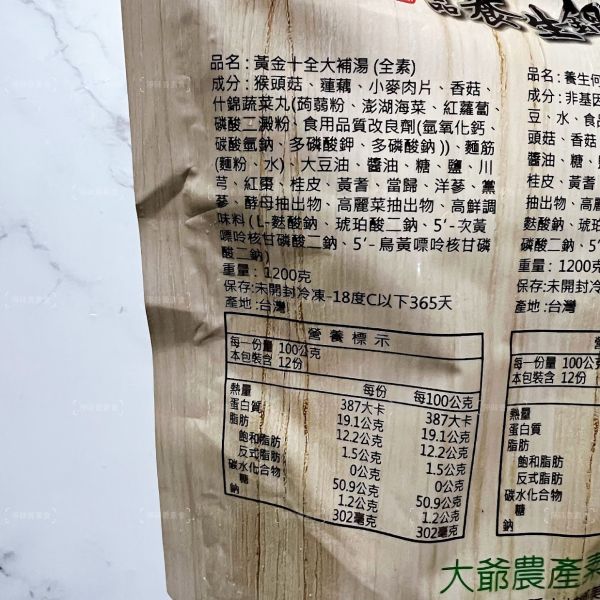 養生鍋
品名：黃金十全大補湯 (全素)
成分：猴頭菇、蓮藕、小麥肉片、香菇、
什錦蔬菜丸(蒟蒻粉、澎湖海菜、紅蘿蔔、
磷酸二澱粉、食用品質改良劑(氫氧化鈣、
碳酸氫鈉、多磷酸鉀、多磷酸鈉))、麵筋
(麵粉、水)、大豆油、醬油、糖、鹽、川
芎、紅棗、桂皮、黃耆、當歸、洋蔘、黨
蔘、酵母抽出物、高麗菜抽出物、高鮮調
味料(L-麩酸鈉、琥珀酸二鈉、5'-次黃
嘌呤核甘磷酸二鈉、5'-鳥黃嘌呤核甘磷
酸二鈉)
重量：1200克
保存:未開封冷凍-18度C以下365天
產地:台灣
營養標示
每一份量 100公克
本包裝含 12份
每份 每100公克
熱量 387大卡 387大卡
蛋白質 19.1公克 19.1公克
脂肪 12.2公克 12.2公克
飽和脂肪 1.5公克 1.5公克
反式脂肪 0公克 0公克
碳水化合物 50.9公克 50.9公克
糖 1.2公克 1.2公克
鈉 302毫克 302毫克
品名：養生何
成分：非基因
豆、水、食品
頭菇、香菇
醬油、糖、
桂皮、黃耆
抽出物、高麗
麩酸鈉、琥珀
磷酸二鈉、5'
重量：1200克
保存:未開封冷
產地:台灣
每一份量 100公
本包裝含 12份
熱量
蛋白質
脂肪
飽和脂肪
反式脂肪
碳水化合物
糖
鈉
大爺農產